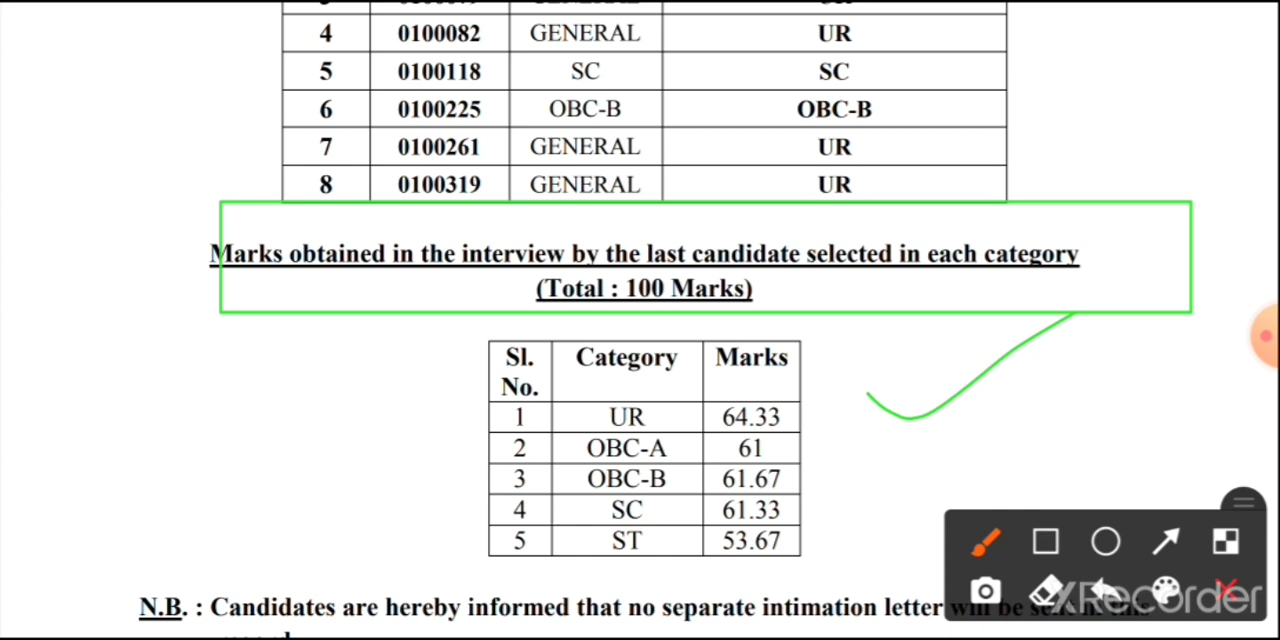 4 0100082 GENERAL UR
5 0100118 SC SC
6 0100225 OBC-B OBC-B
7 0100261 GENERAL UR
8 0100319 GENERAL UR
Marks obtained in the interview by the last candidate selected in each category
(Total : 100 Marks)
Sl. No. Category Marks
1 UR 64.33
2 OBC-A 61
3 OBC-B 61.67
4 SC 61.33
5 ST 53.67
N.B. : Candidates are hereby informed that no separate intimation letter will be
XRecorder